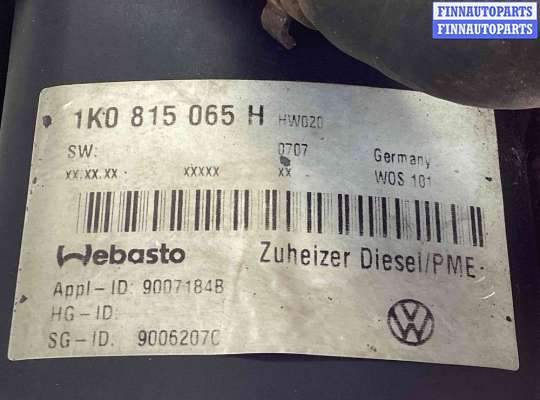 FINNAUTOPARTS
FINNAUTOPARTS
1K0 815 065 H HW020
SW: 0707 Germany
xx.xx.xx xxxxx xx WOS 101
Webasto Zuheizer Diesel/PME
Appl-ID: 9007184B
HG-ID:
SG-ID: 9006207C